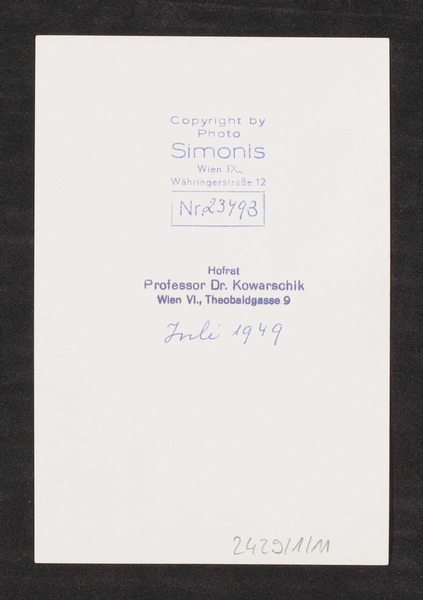 Copyright by
Photo
Simonis
Wien IX.,
Währingerstraße 12
Nr. 23493
Hofrat
Professor Dr. Kowarschik
Wien VI., Theobaldgasse 9
Juli 1949
2429/1/11